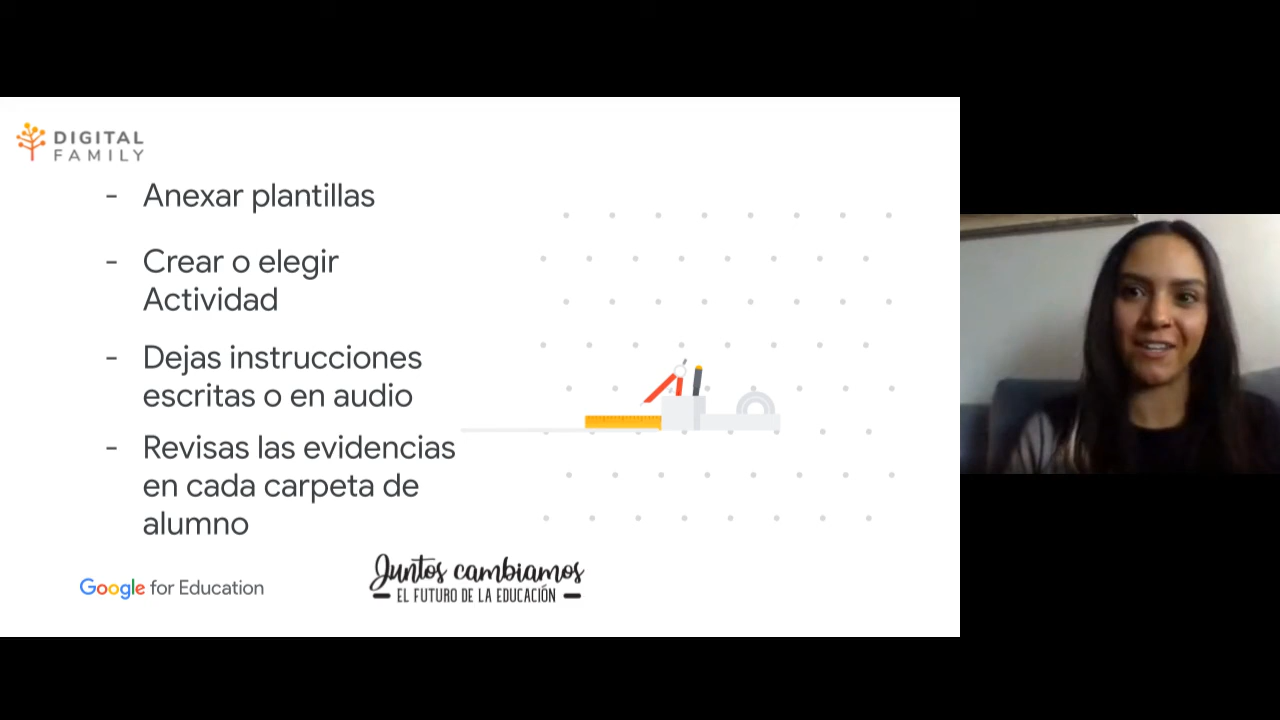 DIGITAL
FAMILY
- Anexar plantillas
- Crear o elegir
Actividad
- Dejas instrucciones
escritas o en audio
- Revisas las evidencias
en cada carpeta de
alumno
Google for Education
Juntos cambiamos
EL FUTURO DE LA EDUCACIÓN